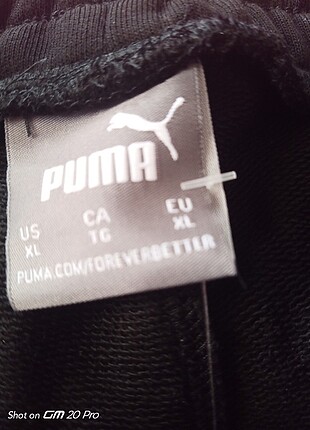 PUMA
US CA EU
XL TG XL
PUMA.COM/FOREVERBETTER
Shot on GM 20 Pro